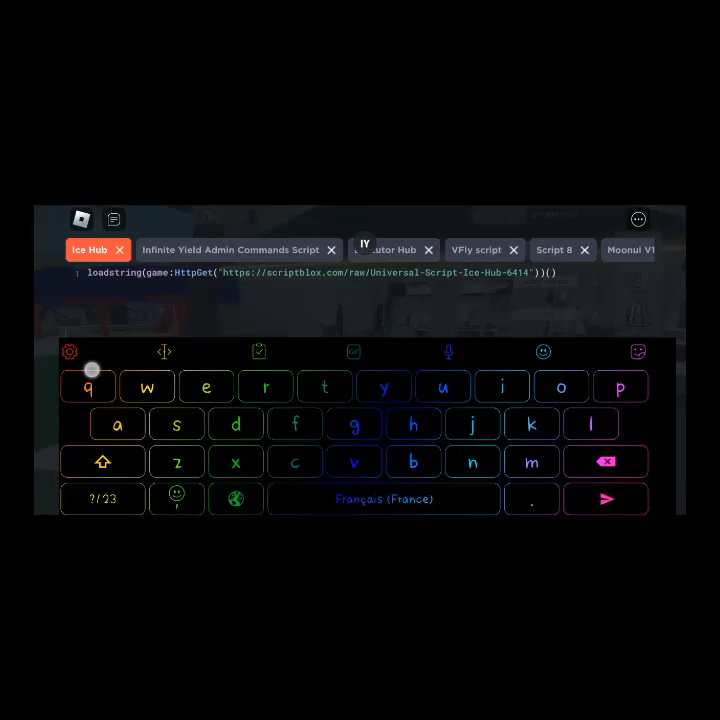 Ice Hub
Infinite Yield Admin Commands Script
IY
utor Hub
VFly script
Script 8
Moonui V1
1 loadstring(game:HttpGet("https://scriptblox.com/raw/Universal-Script-Ice-Hub-6414"))()
GIF
q w e r t y u i o p
a s d f g h j k l
z x c v b n m
?123 , Français (France) .